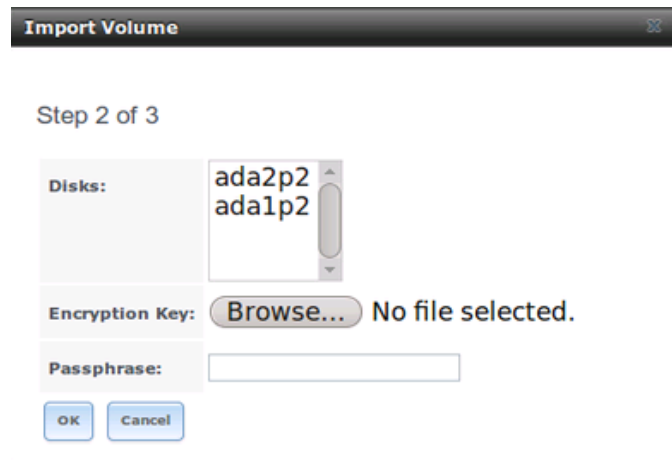 Import Volume
Step 2 of 3
Disks:
ada2p2
ada1p2
Encryption Key: Browse... No file selected.
Passphrase:
OK Cancel